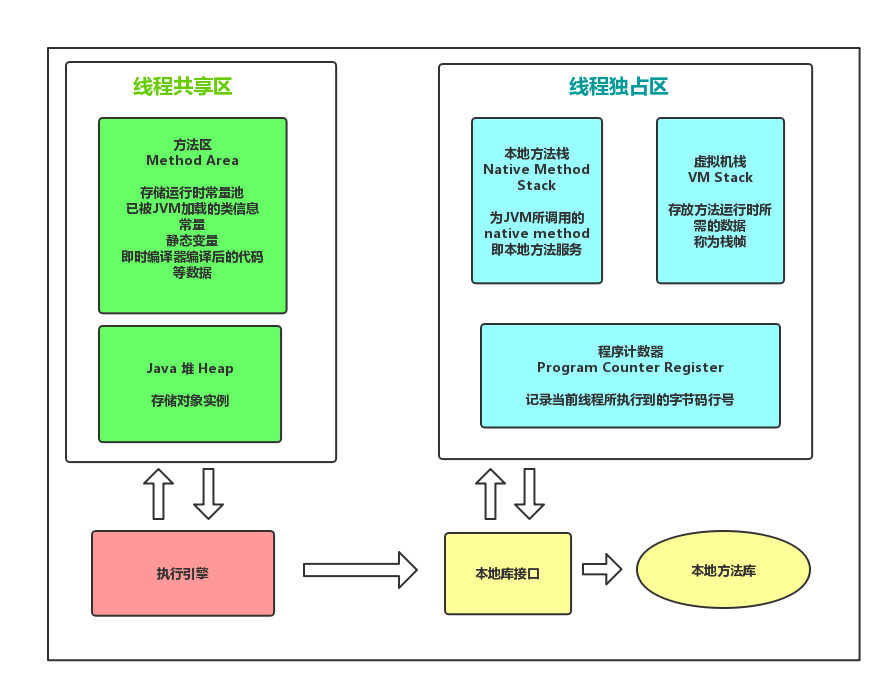 线程共享区
方法区
Method Area
存储运行时常量池
已被JVM加载的类信息
常量
静态变量
即时编译器编译后的代码
等数据
Java 堆 Heap
存储对象实例
线程独占区
本地方法栈
Native Method
Stack
为JVM所调用的
native method
即本地方法服务
虚拟机栈
VM Stack
存放方法运行时所
需的数据
称为栈帧
程序计数器
Program Counter Register
记录当前线程所执行到的字节码行号
执行引擎
本地库接口
本地方法库